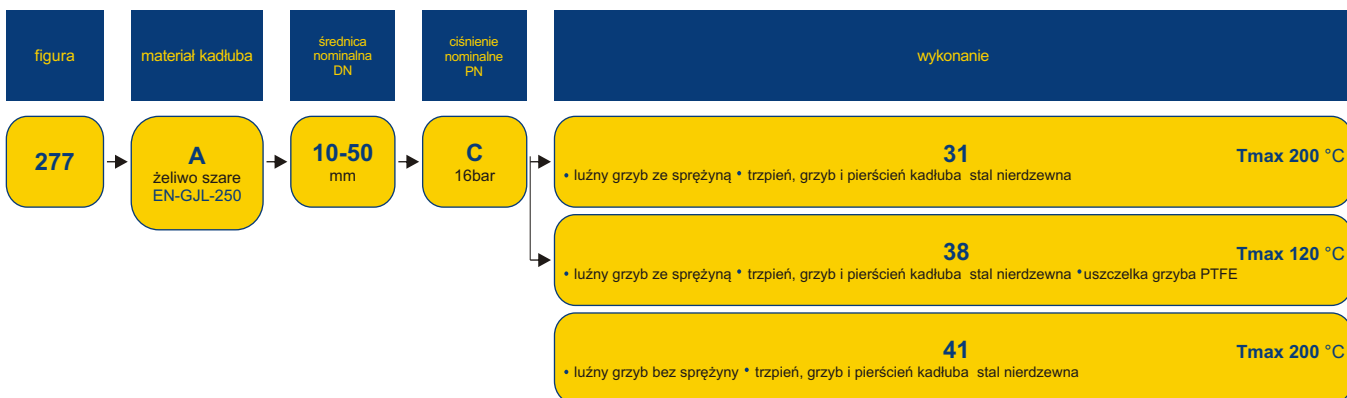 figura
materiał kadłuba
średnica
nominalna
DN
ciśnienie
nominalne
PN
wykonanie
277
A
żeliwo szare
EN-GJL-250
10-50
mm
C
16bar
31 Tmax 200 °C
• luźny grzyb ze sprężyną • trzpień, grzyb i pierścień kadłuba stal nierdzewna
38 Tmax 120 °C
• luźny grzyb ze sprężyną • trzpień, grzyb i pierścień kadłuba stal nierdzewna •uszczelka grzyba PTFE
41 Tmax 200 °C
• luźny grzyb bez sprężyny • trzpień, grzyb i pierścień kadłuba stal nierdzewna